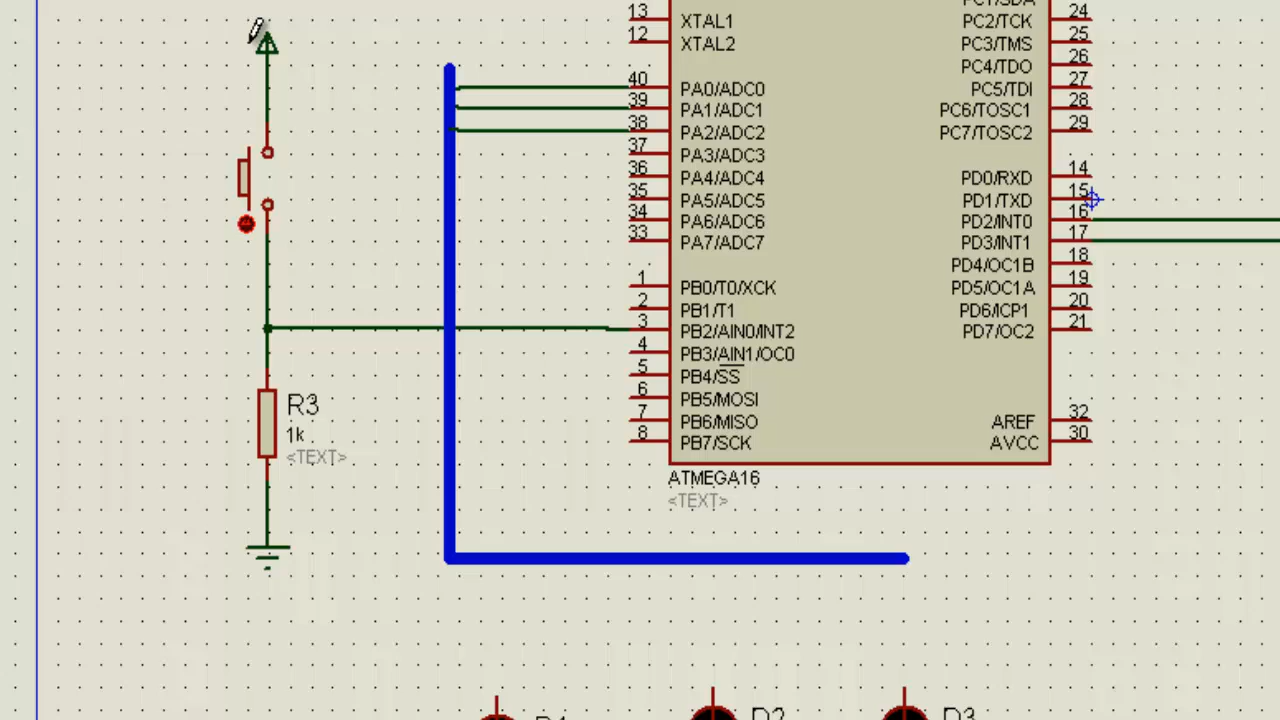 13 XTAL1
12 XTAL2
40 PA0/ADC0
39 PA1/ADC1
38 PA2/ADC2
37 PA3/ADC3
36 PA4/ADC4
35 PA5/ADC5
34 PA6/ADC6
33 PA7/ADC7
1 PB0/T0/XCK
2 PB1/T1
3 PB2/AIN0/INT2
4 PB3/AIN1/OC0
5 PB4/SS
6 PB5/MOSI
7 PB6/MISO
8 PB7/SCK
PC1/SDA
PC2/TCK 24
PC3/TMS 25
PC4/TDO 26
PC5/TDI 27
PC6/TOSC1 28
PC7/TOSC2 29
PD0/RXD 14
PD1/TXD 15
PD2/INT0 16
PD3/INT1 17
PD4/OC1B 18
PD5/OC1A 19
PD6/ICP1 20
PD7/OC2 21
AREF 32
AVCC 30
ATMEGA16
<TEXT>
R3
1k
<TEXT>
D1
D2
D3